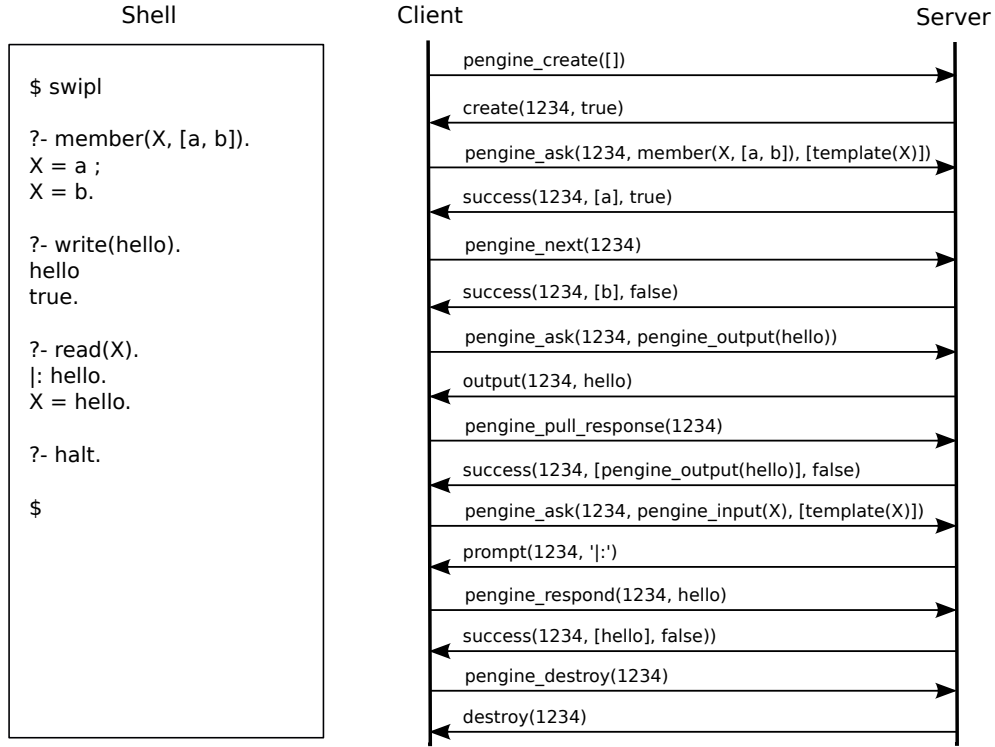 Shell
$ swipl
?- member(X, [a, b]).
X = a ;
X = b.
?- write(hello).
hello
true.
?- read(X).
|: hello.
X = hello.
?- halt.
$
Client
Server
pengine_create([])
create(1234, true)
pengine_ask(1234, member(X, [a, b]), [template(X)])
success(1234, [a], true)
pengine_next(1234)
success(1234, [b], false)
pengine_ask(1234, pengine_output(hello))
output(1234, hello)
pengine_pull_response(1234)
success(1234, [pengine_output(hello)], false)
pengine_ask(1234, pengine_input(X), [template(X)])
prompt(1234, '|:')
pengine_respond(1234, hello)
success(1234, [hello], false))
pengine_destroy(1234)
destroy(1234)